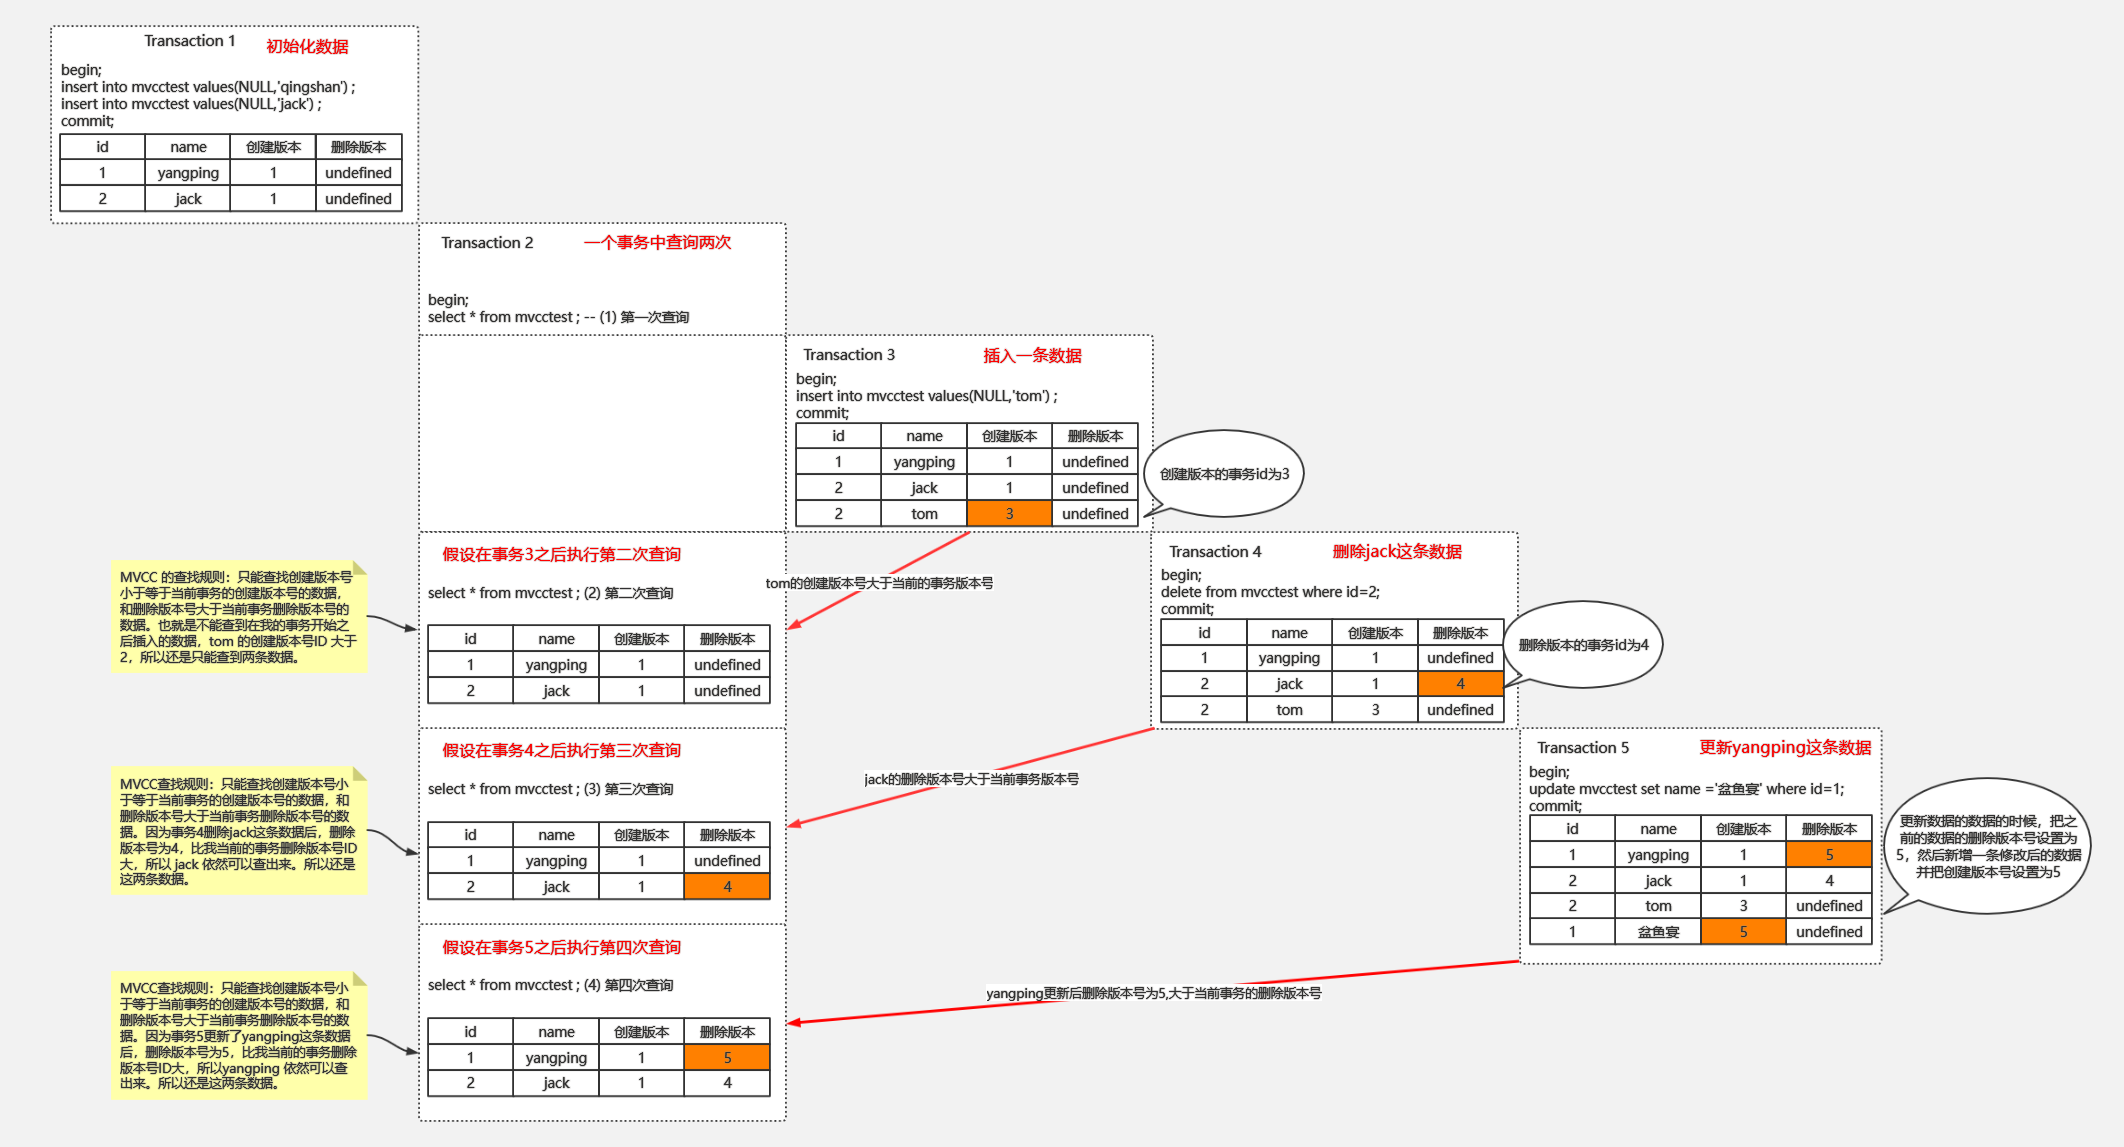 Transaction 1
初始化数据
begin;
insert into mvcctest values(NULL,'qingshan') ;
insert into mvcctest values(NULL,'jack') ;
commit;
id name 创建版本 删除版本
1 yangping 1 undefined
2 jack 1 undefined
Transaction 2
一个事务中查询两次
begin;
select * from mvcctest ; -- (1) 第一次查询
Transaction 3
插入一条数据
begin;
insert into mvcctest values(NULL,'tom') ;
commit;
id name 创建版本 删除版本
1 yangping 1 undefined
2 jack 1 undefined
2 tom 3 undefined
创建版本的事务id为3
假设在事务3之后执行第二次查询
select * from mvcctest ; (2) 第二次查询
id name 创建版本 删除版本
1 yangping 1 undefined
2 jack 1 undefined
MVCC 的查找规则：只能查找创建版本号
小于等于当前事务的创建版本号的数据，
和删除版本号大于当前事务删除版本号的
数据。也就是不能查到在我的事务开始之
后插入的数据，tom 的创建版本号ID 大于
2，所以还是只能查到两条数据。
tom的创建版本号大于当前的事务版本号
Transaction 4
删除jack这条数据
begin;
delete from mvcctest where id=2;
commit;
id name 创建版本 删除版本
1 yangping 1 undefined
2 jack 1 4
2 tom 3 undefined
删除版本的事务id为4
假设在事务4之后执行第三次查询
select * from mvcctest ; (3) 第三次查询
id name 创建版本 删除版本
1 yangping 1 undefined
2 jack 1 4
MVCC查找规则：只能查找创建版本号小
于等于当前事务的创建版本号的数据，和
删除版本号大于当前事务删除版本号的数
据。因为事务4删除jack这条数据后，删除
版本号为4，比我当前的事务删除版本号ID
大，所以 jack 依然可以查出来。所以还是
这两条数据。
jack的删除版本号大于当前事务版本号
Transaction 5
更新yangping这条数据
begin;
update mvcctest set name ='盆鱼宴' where id=1;
commit;
id name 创建版本 删除版本
1 yangping 1 5
2 jack 1 4
2 tom 3 undefined
1 盆鱼宴 5 undefined
更新数据的数据的时候，把之
前的数据的删除版本号设置为
5，然后新增一条修改后的数据
并把创建版本号设置为5
假设在事务5之后执行第四次查询
select * from mvcctest ; (4) 第四次查询
id name 创建版本 删除版本
1 yangping 1 5
2 jack 1 4
MVCC查找规则：只能查找创建版本号小
于等于当前事务的创建版本号的数据，和
删除版本号大于当前事务删除版本号的数
据。因为事务5更新了yangping这条数据
后，删除版本号为5，比我当前的事务删除
版本号ID大，所以yangping 依然可以查
出来。所以还是这两条数据。
yangping更新后删除版本号为5,大于当前事务的删除版本号